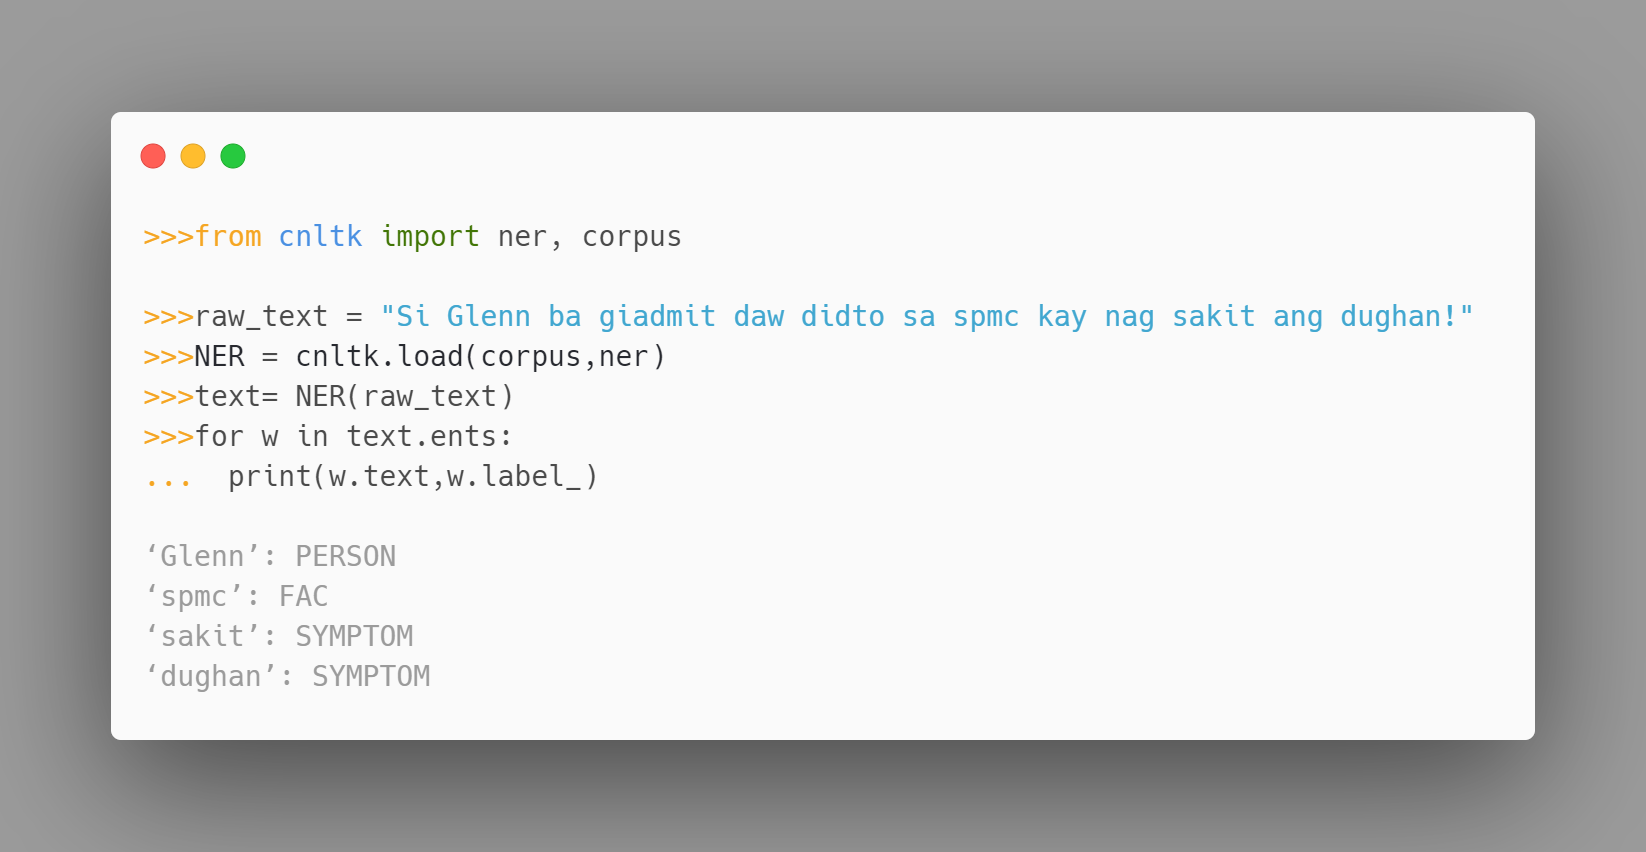 >>>from cnltk import ner, corpus
>>>raw_text = "Si Glenn ba giadmit daw didto sa spmc kay nag sakit ang dughan!"
>>>NER = cnltk.load(corpus,ner)
>>>text= NER(raw_text)
>>>for w in text.ents:
...  print(w.text,w.label_)
‘Glenn’: PERSON
‘spmc’: FAC
‘sakit’: SYMPTOM
‘dughan’: SYMPTOM